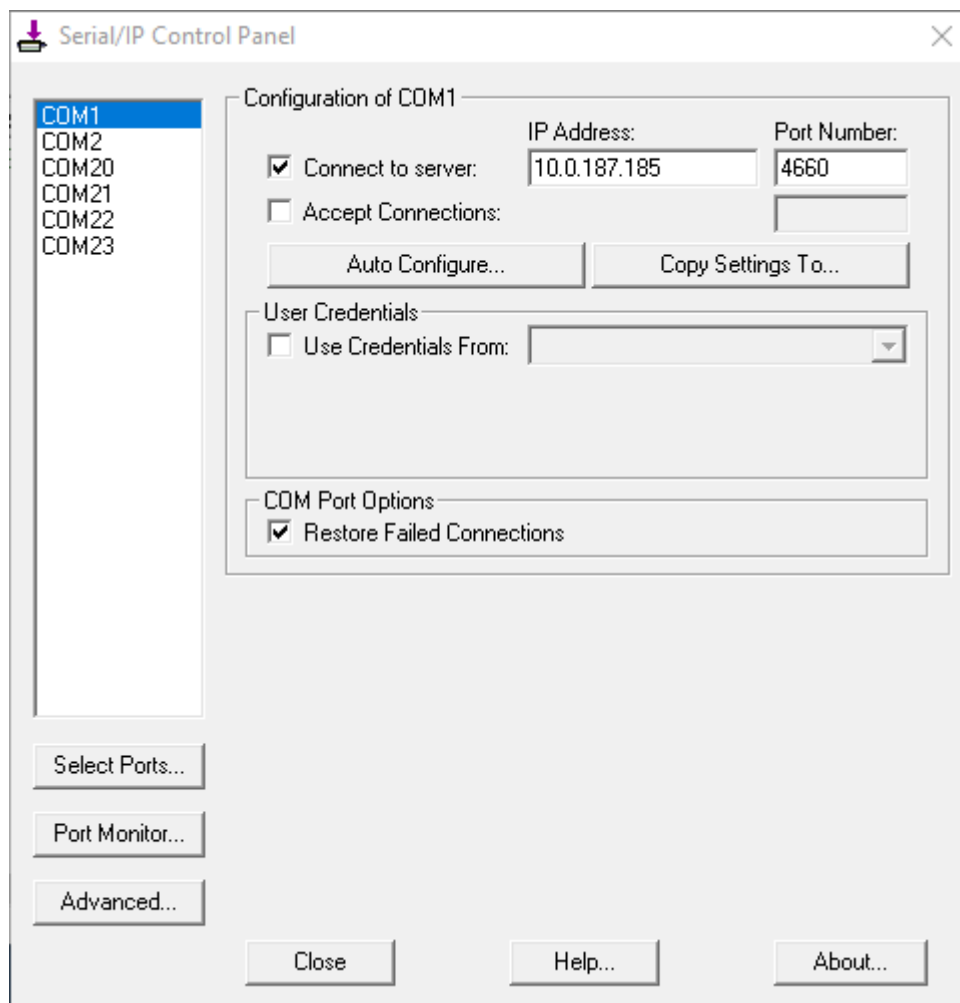 Serial/IP Control Panel
COM1
COM2
COM20
COM21
COM22
COM23
Configuration of COM1
IP Address: Port Number:
Connect to server: 10.0.187.185 4660
Accept Connections:
Auto Configure... Copy Settings To...
User Credentials
Use Credentials From:
COM Port Options
Restore Failed Connections
Select Ports...
Port Monitor...
Advanced...
Close Help... About...